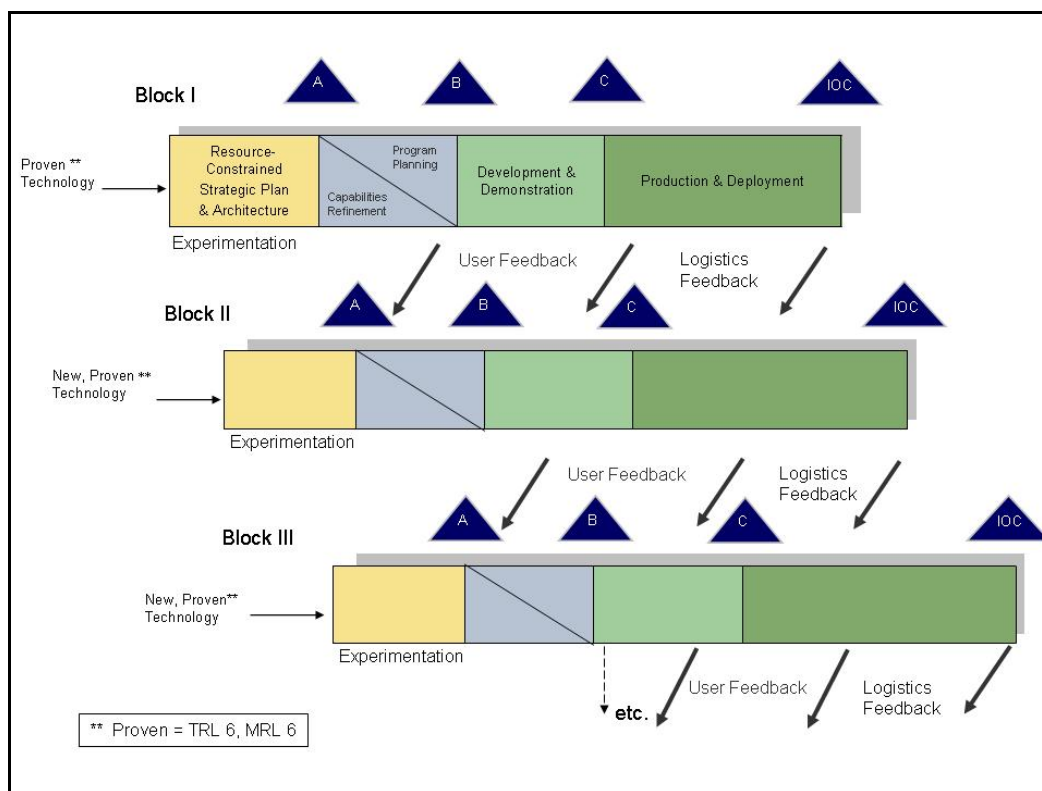 A
B
C
IOC
Block I
Proven **
Technology
Resource-
Constrained
Strategic Plan
& Architecture
Program
Planning
Capabilities
Refinement
Development &
Demonstration
Production & Deployment
Experimentation
User Feedback
Logistics
Feedback
A
B
C
IOC
Block II
New, Proven **
Technology
Experimentation
User Feedback
Logistics
Feedback
A
B
C
IOC
Block III
New, Proven**
Technology
Experimentation
User Feedback
Logistics
Feedback
etc.
** Proven = TRL 6, MRL 6